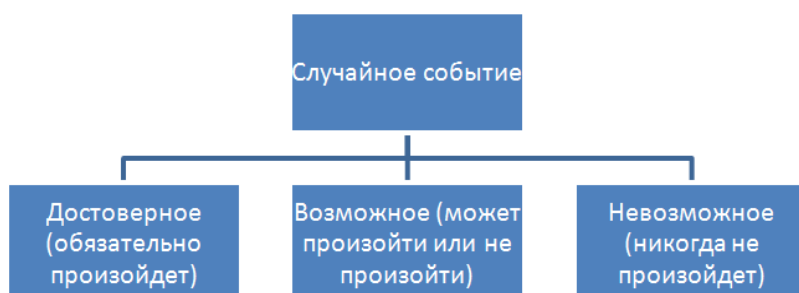 Случайное событие
Достоверное
(обязательно
произойдет)
Возможное (может
произойти или не
произойти)
Невозможное
(никогда не
произойдет)